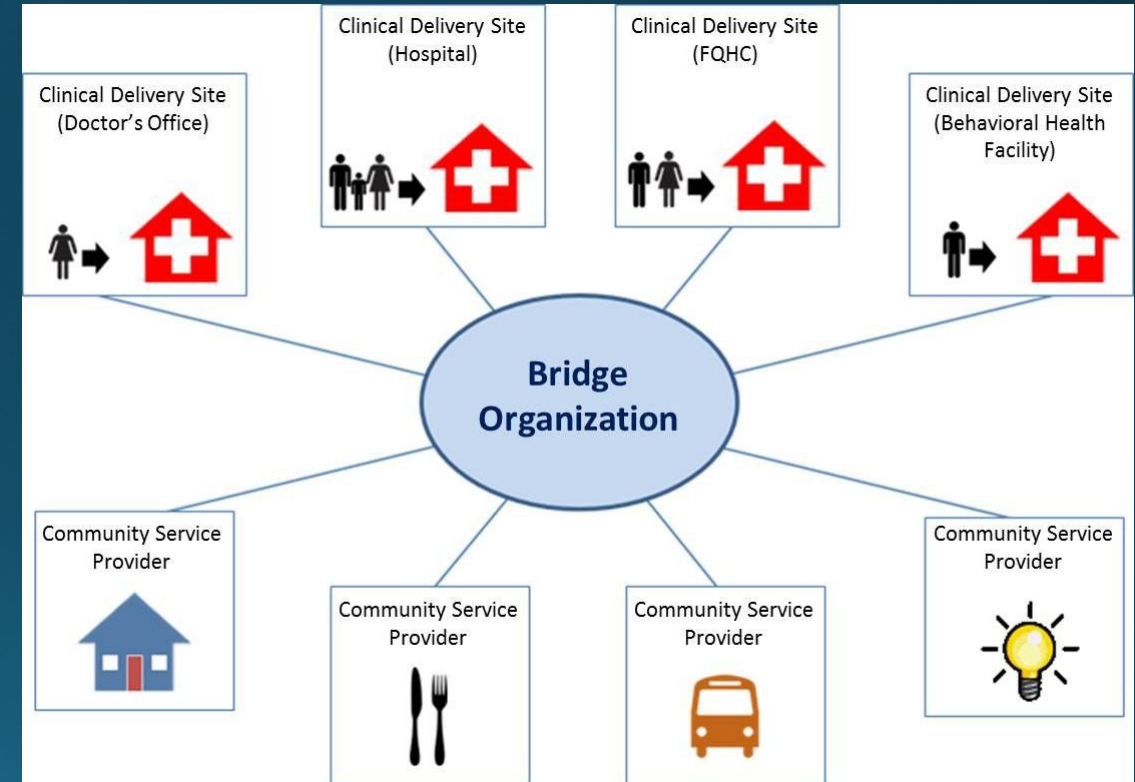 Clinical Delivery Site
(Doctor's Office)
Clinical Delivery Site
(Hospital)
Clinical Delivery Site
(FQHC)
Clinical Delivery Site
(Behavioral Health
Facility)
Bridge
Organization
Community Service
Provider
Community Service
Provider
Community Service
Provider
Community Service
Provider